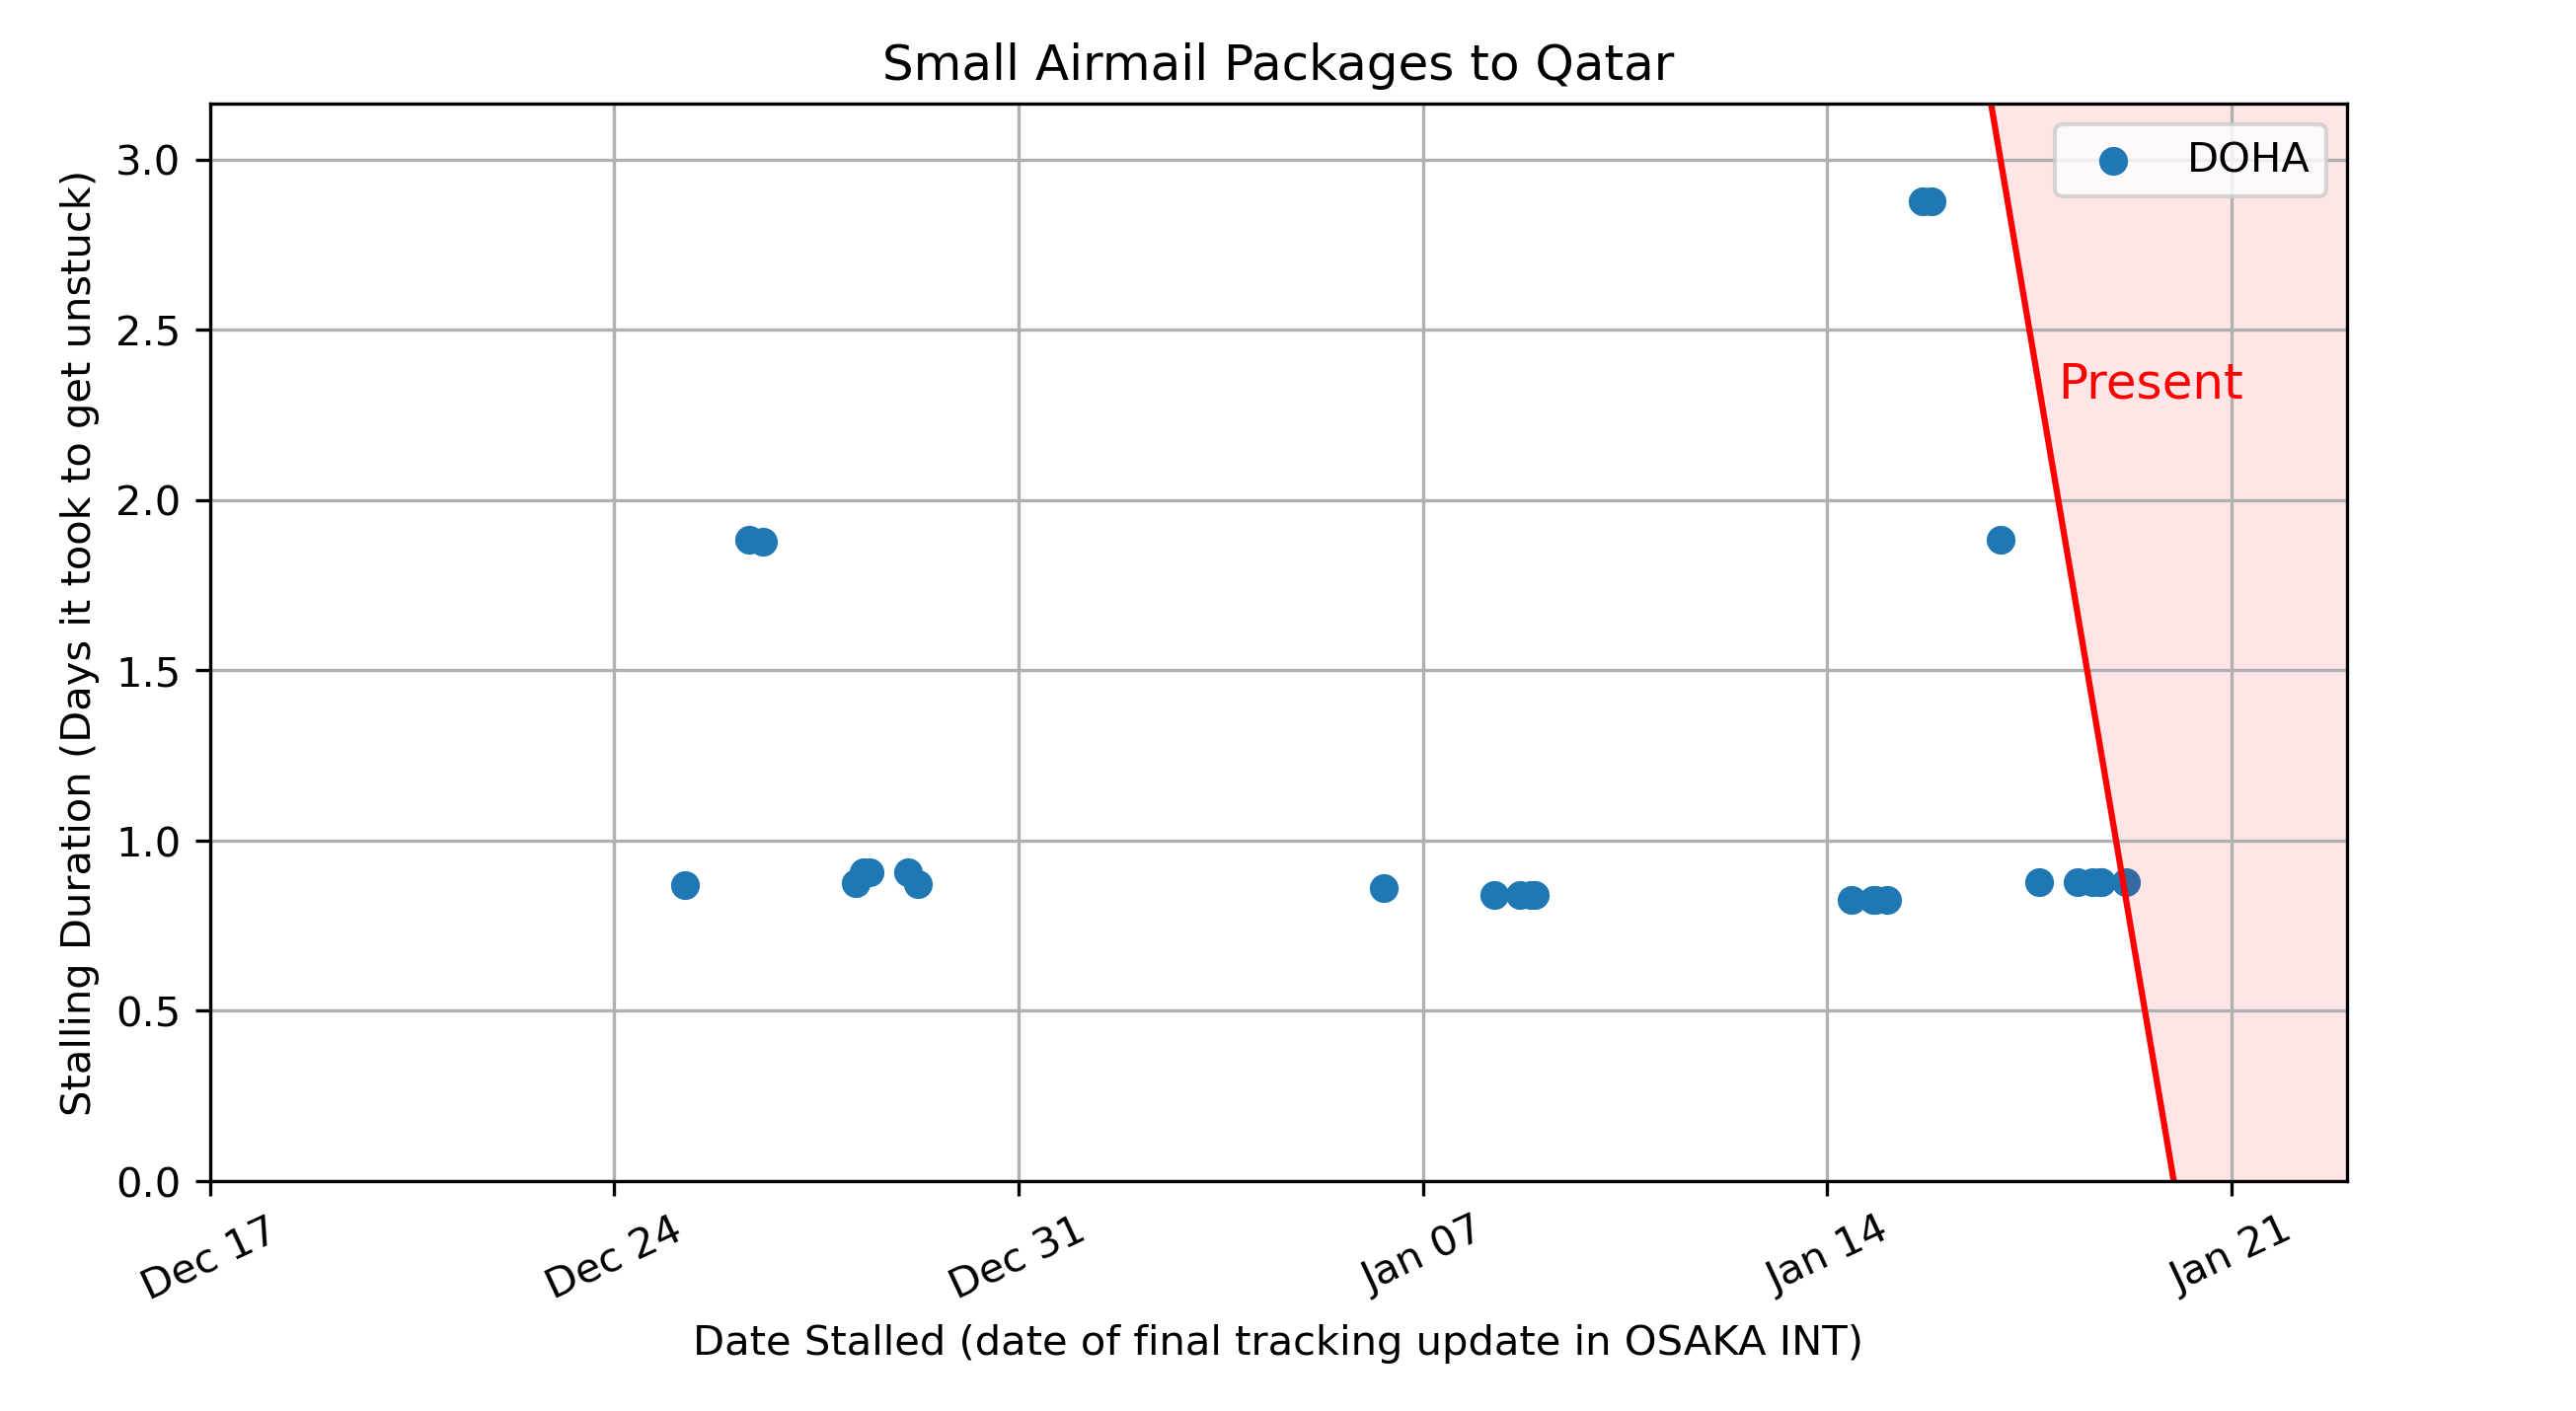 Small Airmail Packages to Qatar
DOHA
Present
Stalling Duration (Days it took to get unstuck)
3.0
2.5
2.0
1.5
1.0
0.5
0.0
Dec 17
Dec 24
Dec 31
Jan 07
Jan 14
Jan 21
Date Stalled (date of final tracking update in OSAKA INT)